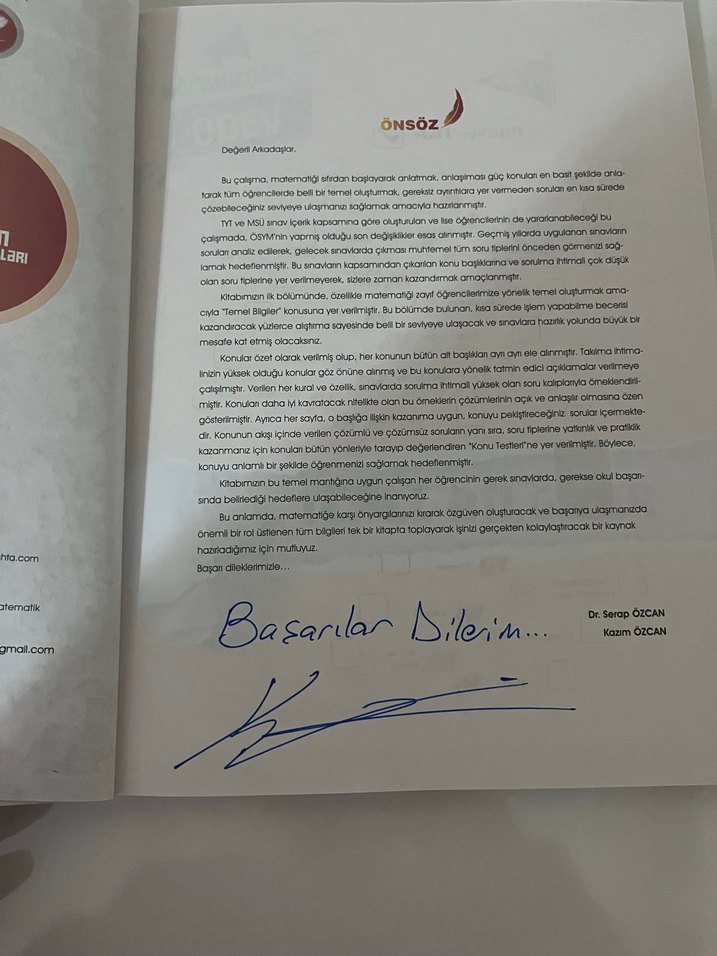 ÖNSÖZ
Değerli Arkadaşlar,
Bu çalışma, matematiği sıfırdan başlayarak anlatmak, anlaşılması güç konuları en basit şekilde anla-
tarak tüm öğrencilerde belli bir temel oluşturmak, gereksiz ayrıntılara yer vermeden soruları en kısa sürede
çözebileceğiniz seviyeye ulaşmanızı sağlamak amacıyla hazırlanmıştır.
TYT ve MSÜ sınav içerik kapsamına göre oluşturulan ve lise öğrencilerinin de yararlanabileceği bu
çalışmada, ÖSYM'nin yapmış olduğu son değişiklikler esas alınmıştır. Geçmiş yıllarda uygulanan sınavların
soruları analiz edilerek, gelecek sınavlarda çıkması muhtemel tüm soru tiplerini önceden görmenizi sağ-
lamak hedeflenmiştir. Bu sınavların kapsamından çıkarılan konu başlıklarına ve sorulma ihtimali çok düşük
olan soru tiplerine yer verilmeyerek, sizlere zaman kazandırmak amaçlanmıştır.
Kitabımızın ilk bölümünde, özellikle matematiği zayıf öğrencilerimize yönelik temel oluşturmak ama-
cıyla "Temel Bilgiler" konusuna yer verilmiştir. Bu bölümde bulunan, kısa sürede işlem yapabilme becerisi
kazandıracak yüzlerce alıştırma sayesinde belli bir seviyeye ulaşacak ve sınavlara hazırlık yolunda büyük bir
mesafe kat etmiş olacaksınız.
Konular özet olarak verilmiş olup, her konunun bütün alt başlıkları ayrı ayrı ele alınmıştır. Takılma ihtima-
linizin yüksek olduğu konular göz önüne alınmış ve bu konulara yönelik tatmin edici açıklamalar verilmeye
çalışılmıştır. Verilen her kural ve özellik, sınavlarda sorulma ihtimali yüksek olan soru kalıplarıyla örneklendiril-
miştir. Konuları daha iyi kavratacak nitelikte olan bu örneklerin çözümlerinin açık ve anlaşılır olmasına özen
gösterilmiştir. Ayrıca her sayfa, o başlığa ilişkin kazanıma uygun, konuyu pekiştireceğiniz sorular içermekte-
dir. Konunun akışı içinde verilen çözümlü ve çözümsüz soruların yanı sıra, soru tiplerine yatkınlık ve pratiklik
kazanmanız için konuları bütün yönleriyle tarayıp değerlendiren "Konu Testleri"ne yer verilmiştir. Böylece,
konuyu anlamlı bir şekilde öğrenmenizi sağlamak hedeflenmiştir.
Kitabımızın bu temel mantığına uygun çalışan her öğrencinin gerek sınavlarda, gerekse okul başarı-
sında belirlediği hedeflere ulaşabileceğine inanıyoruz.
Bu anlamda, matematiğe karşı önyargılarınızı kırarak özgüven oluşturacak ve başarıya ulaşmanızda
önemli bir rol üstlenen tüm bilgileri tek bir kitapta toplayarak işinizi gerçekten kolaylaştıracak bir kaynak
hazırladığımız için mutluyuz.
Başarı dileklerimizle...
Dr. Serap ÖZCAN
Kazım ÖZCAN
Başarılar Dilerim...
LARI
hta.com
atematik
gmail.com